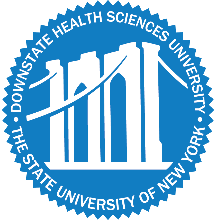 DOWNSTATE HEALTH SCIENCES UNIVERSITY
• THE STATE UNIVERSITY OF NEW YORK •